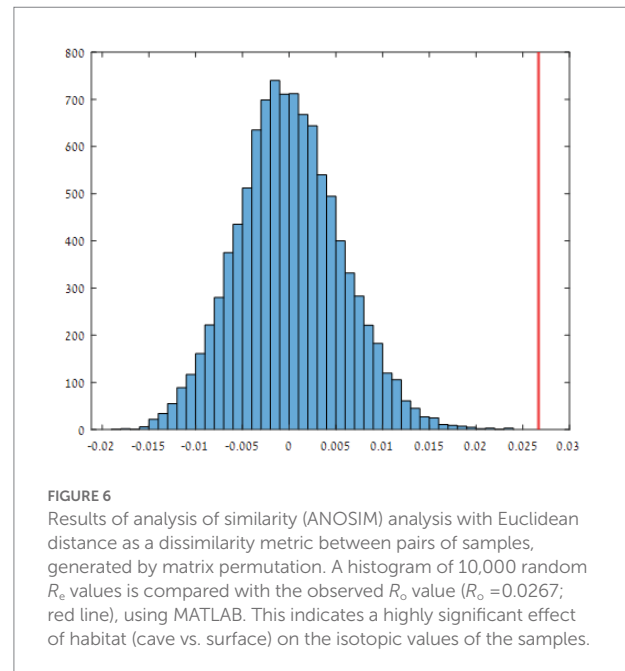 800
700
600
500
400
300
200
100
0
-0.02 -0.015 -0.01 -0.005 0 0.005 0.01 0.015 0.02 0.025 0.03
FIGURE 6
Results of analysis of similarity (ANOSIM) analysis with Euclidean
distance as a dissimilarity metric between pairs of samples,
generated by matrix permutation. A histogram of 10,000 random
Re values is compared with the observed Ro value (Ro =0.0267;
red line), using MATLAB. This indicates a highly significant effect
of habitat (cave vs. surface) on the isotopic values of the samples.